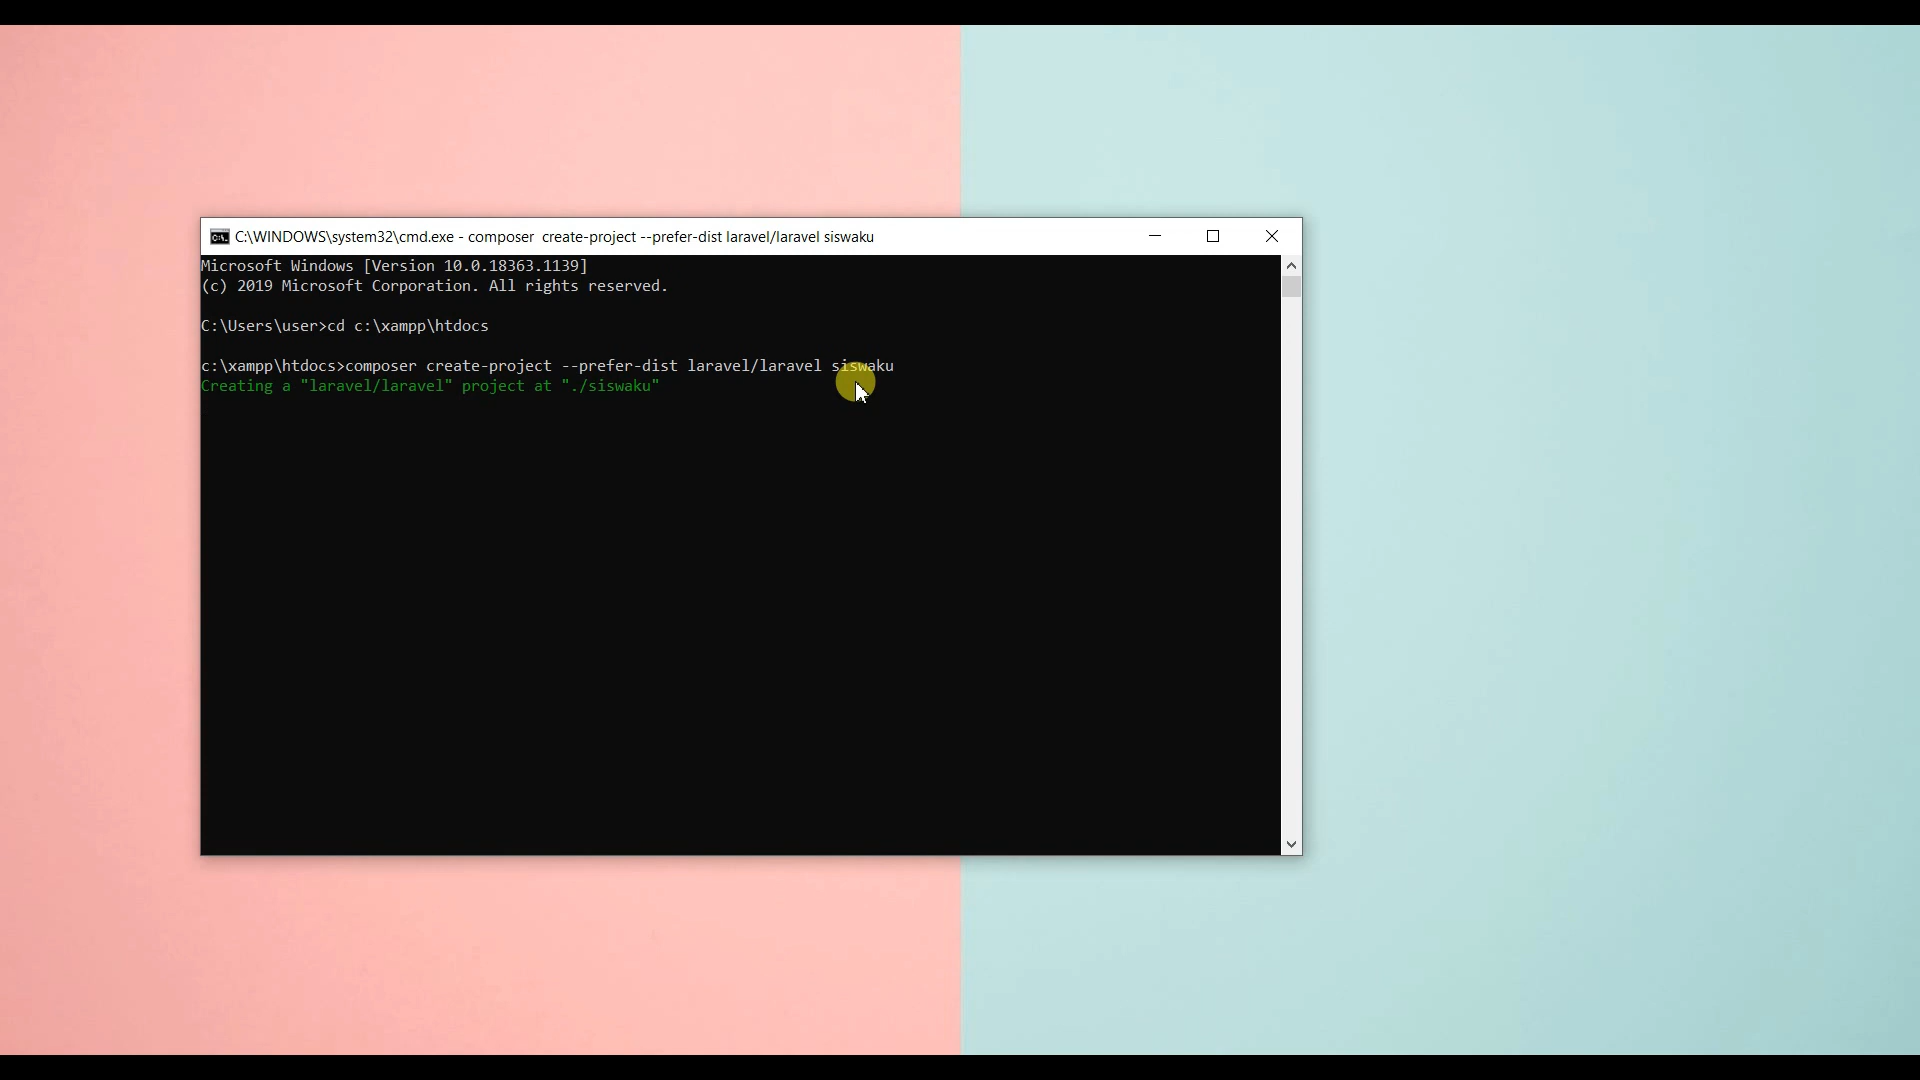 C:\WINDOWS\system32\cmd.exe - composer  create-project --prefer-dist laravel/laravel siswaku
Microsoft Windows [Version 10.0.18363.1139]
(c) 2019 Microsoft Corporation. All rights reserved.
C:\Users\user>cd c:\xampp\htdocs
c:\xampp\htdocs>composer create-project --prefer-dist laravel/laravel siswaku
Creating a "laravel/laravel" project at "./siswaku"